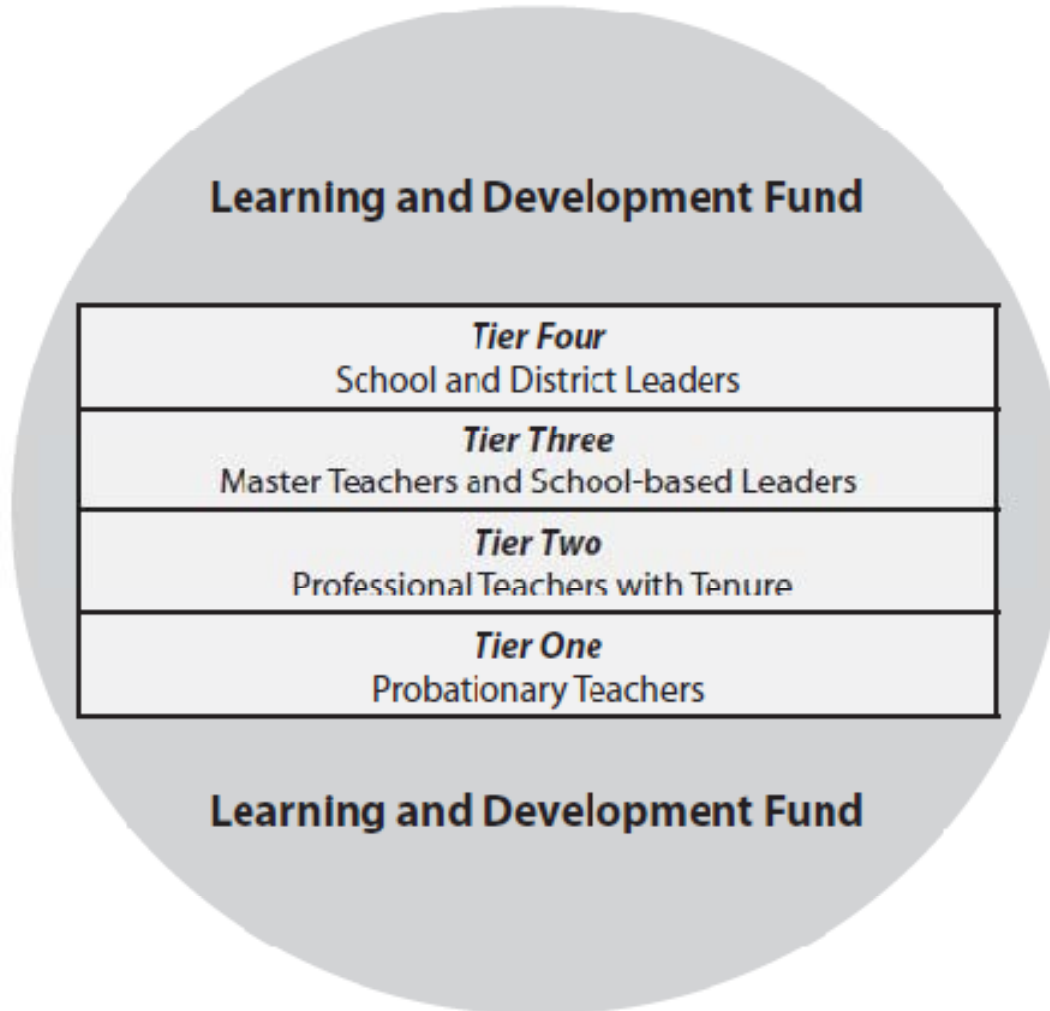 Learning and Development Fund
Tier Four
School and District Leaders
Tier Three
Master Teachers and School-based Leaders
Tier Two
Professional Teachers with Tenure
Tier One
Probationary Teachers
Learning and Development Fund